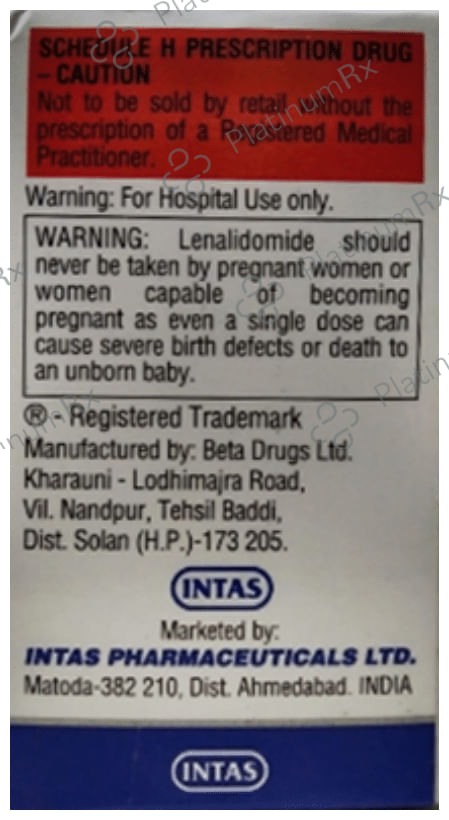 SCHEDULE H PRESCRIPTION DRUG
– CAUTION
Not to be sold by retail without the
prescription of a Registered Medical
Practitioner.
Warning: For Hospital Use only.
WARNING: Lenalidomide should
never be taken by pregnant women or
women capable of becoming
pregnant as even a single dose can
cause severe birth defects or death to
an unborn baby.
® - Registered Trademark
Manufactured by: Beta Drugs Ltd.
Kharauni - Lodhimajra Road,
Vil. Nandpur, Tehsil Baddi,
Dist. Solan (H.P.)-173 205.
INTAS
Marketed by:
INTAS PHARMACEUTICALS LTD.
Matoda-382 210, Dist. Ahmedabad. INDIA
INTAS
PlatinumRx
PlatinumRx
PlatinumRx